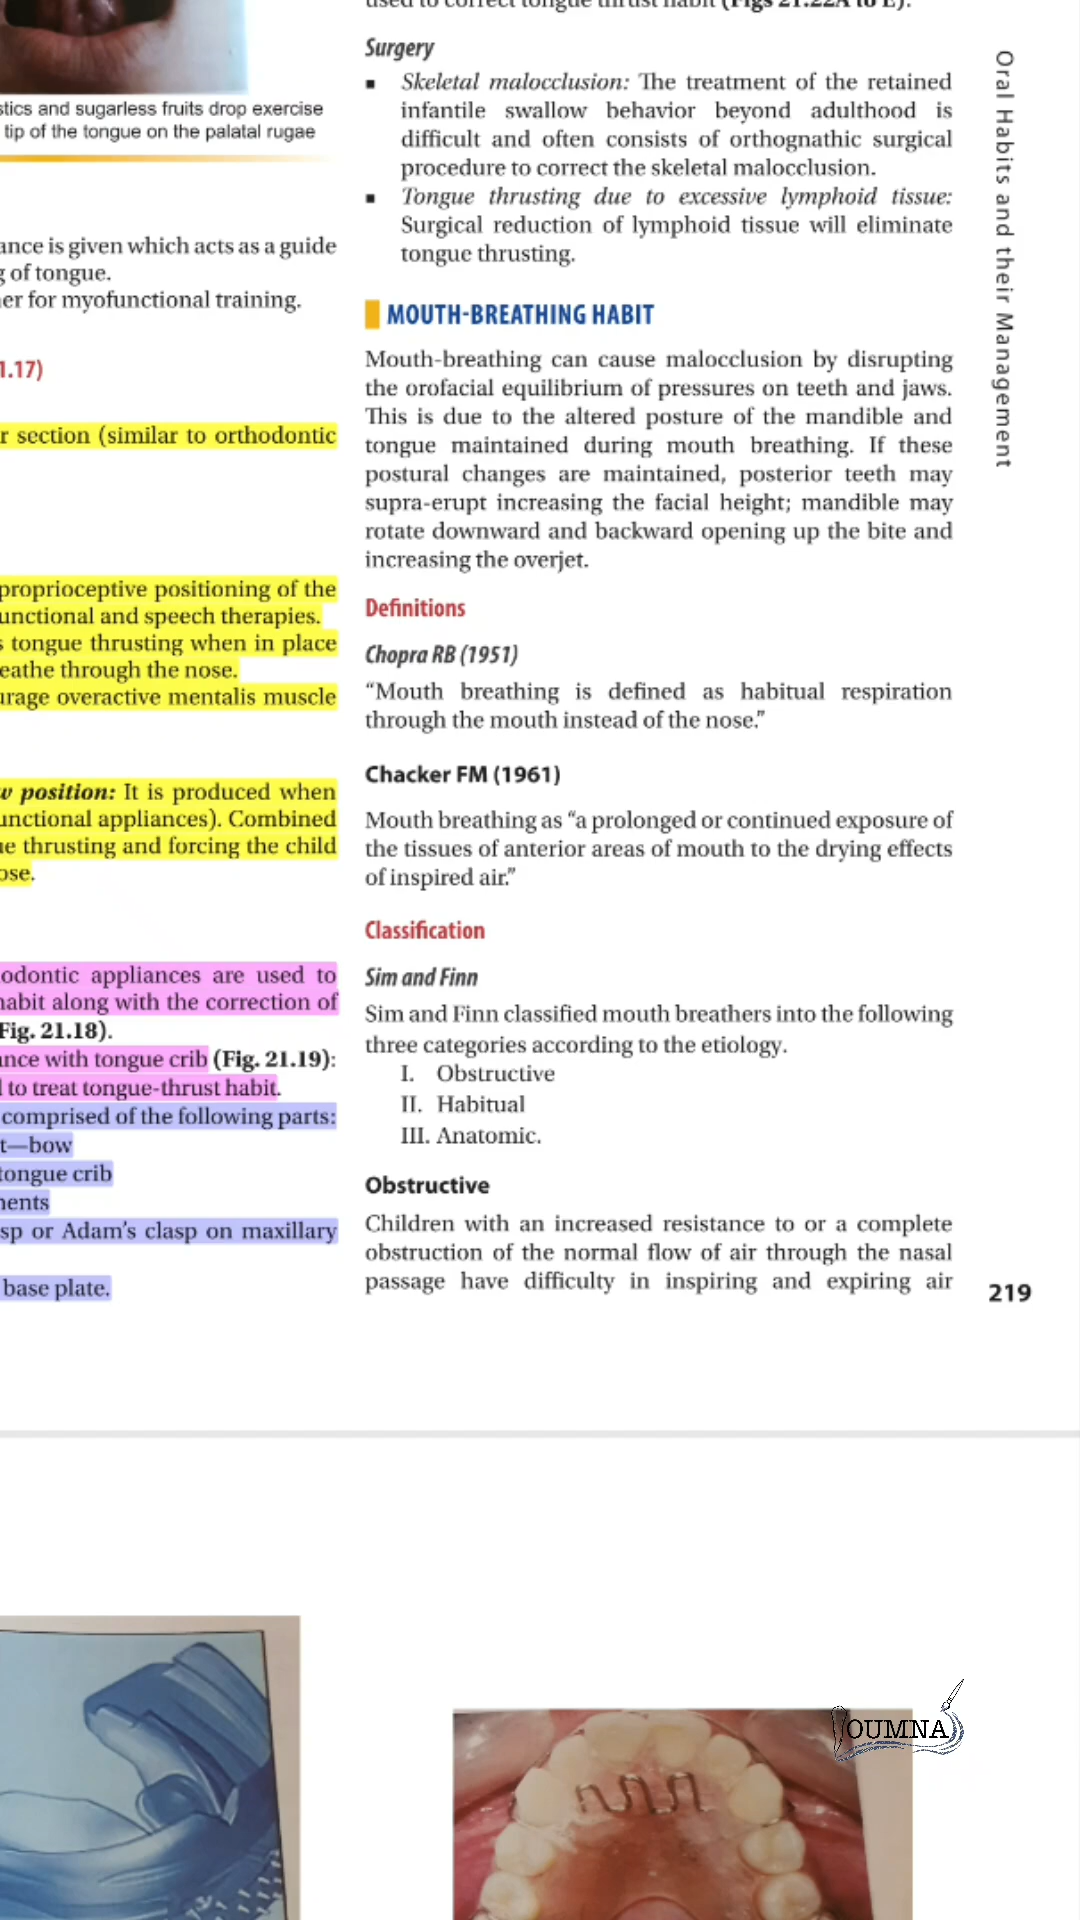 used to correct tongue thrust habit (Figs 21.22A to E).
stics and sugarless fruits drop exercise
tip of the tongue on the palatal rugae
ance is given which acts as a guide
g of tongue.
er for myofunctional training.
1.17)
r section (similar to orthodontic
proprioceptive positioning of the
unctional and speech therapies.
s tongue thrusting when in place
eathe through the nose.
urage overactive mentalis muscle
w position: It is produced when
unctional appliances). Combined
ue thrusting and forcing the child
ose.
odontic appliances are used to
habit along with the correction of
Fig. 21.18).
ance with tongue crib (Fig. 21.19):
to treat tongue-thrust habit.
comprised of the following parts:
t—bow
tongue crib
nents
sp or Adam's clasp on maxillary
base plate.
Surgery
▪ Skeletal malocclusion: The treatment of the retained
infantile swallow behavior beyond adulthood is
difficult and often consists of orthognathic surgical
procedure to correct the skeletal malocclusion.
▪ Tongue thrusting due to excessive lymphoid tissue:
Surgical reduction of lymphoid tissue will eliminate
tongue thrusting.
MOUTH-BREATHING HABIT
Mouth-breathing can cause malocclusion by disrupting
the orofacial equilibrium of pressures on teeth and jaws.
This is due to the altered posture of the mandible and
tongue maintained during mouth breathing. If these
postural changes are maintained, posterior teeth may
supra-erupt increasing the facial height; mandible may
rotate downward and backward opening up the bite and
increasing the overjet.
Definitions
Chopra RB (1951)
“Mouth breathing is defined as habitual respiration
through the mouth instead of the nose.”
Chacker FM (1961)
Mouth breathing as “a prolonged or continued exposure of
the tissues of anterior areas of mouth to the drying effects
of inspired air.”
Classification
Sim and Finn
Sim and Finn classified mouth breathers into the following
three categories according to the etiology.
I. Obstructive
II. Habitual
III. Anatomic.
Obstructive
Children with an increased resistance to or a complete
obstruction of the normal flow of air through the nasal
passage have difficulty in inspiring and expiring air
Oral Habits and their Management
219
YOUMNA